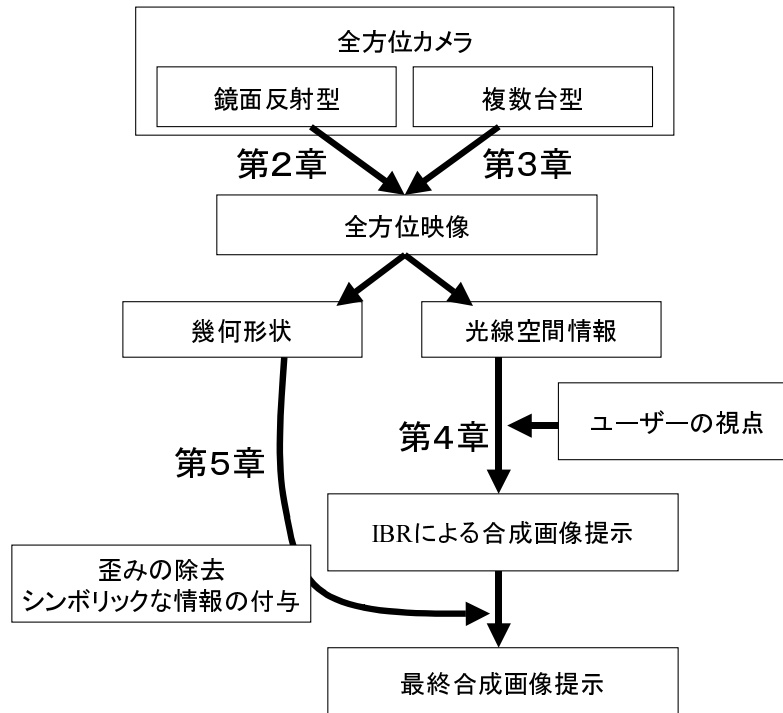 全方位カメラ
鏡面反射型
複数台型
第２章
第３章
全方位映像
幾何形状
光線空間情報
ユーザーの視点
第４章
第５章
IBRによる合成画像提示
歪みの除去
シンボリックな情報の付与
最終合成画像提示